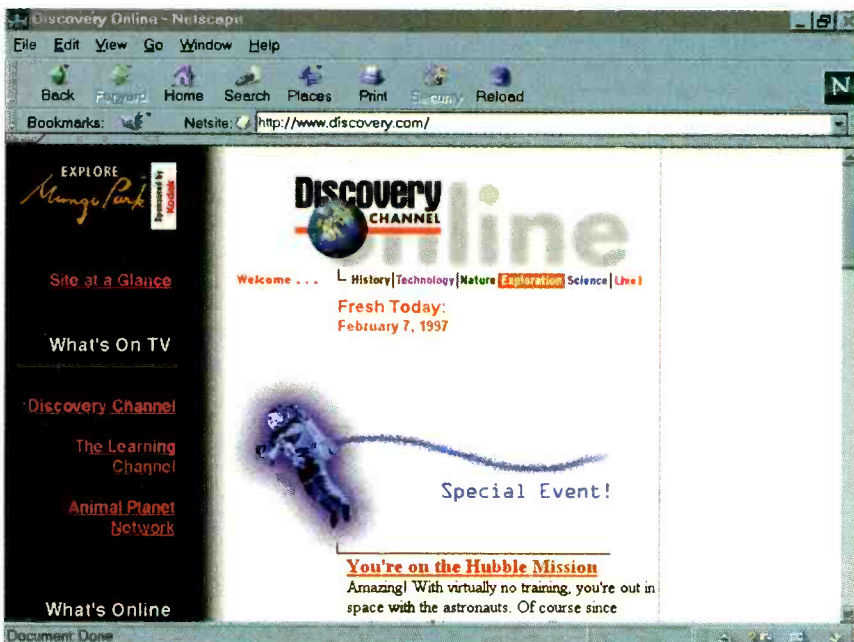 Discovery Online - Netscape
File Edit View Go Window Help
Back Forward Home Search Places Print Security Reload
N
Bookmarks: Netsite: http://www.discovery.com/
EXPLORE
Mungo Park
Sponsored by
Kodak
Site at a Glance
What's On TV
Discovery Channel
The Learning
Channel
Animal Planet
Network
What's Online
Discovery
CHANNEL
online
Welcome . . . History|Technology|Nature|Exploration|Science|Live!
Fresh Today:
February 7, 1997
Special Event!
You're on the Hubble Mission
Amazing! With virtually no training, you're out in
space with the astronauts. Of course since
Document Done